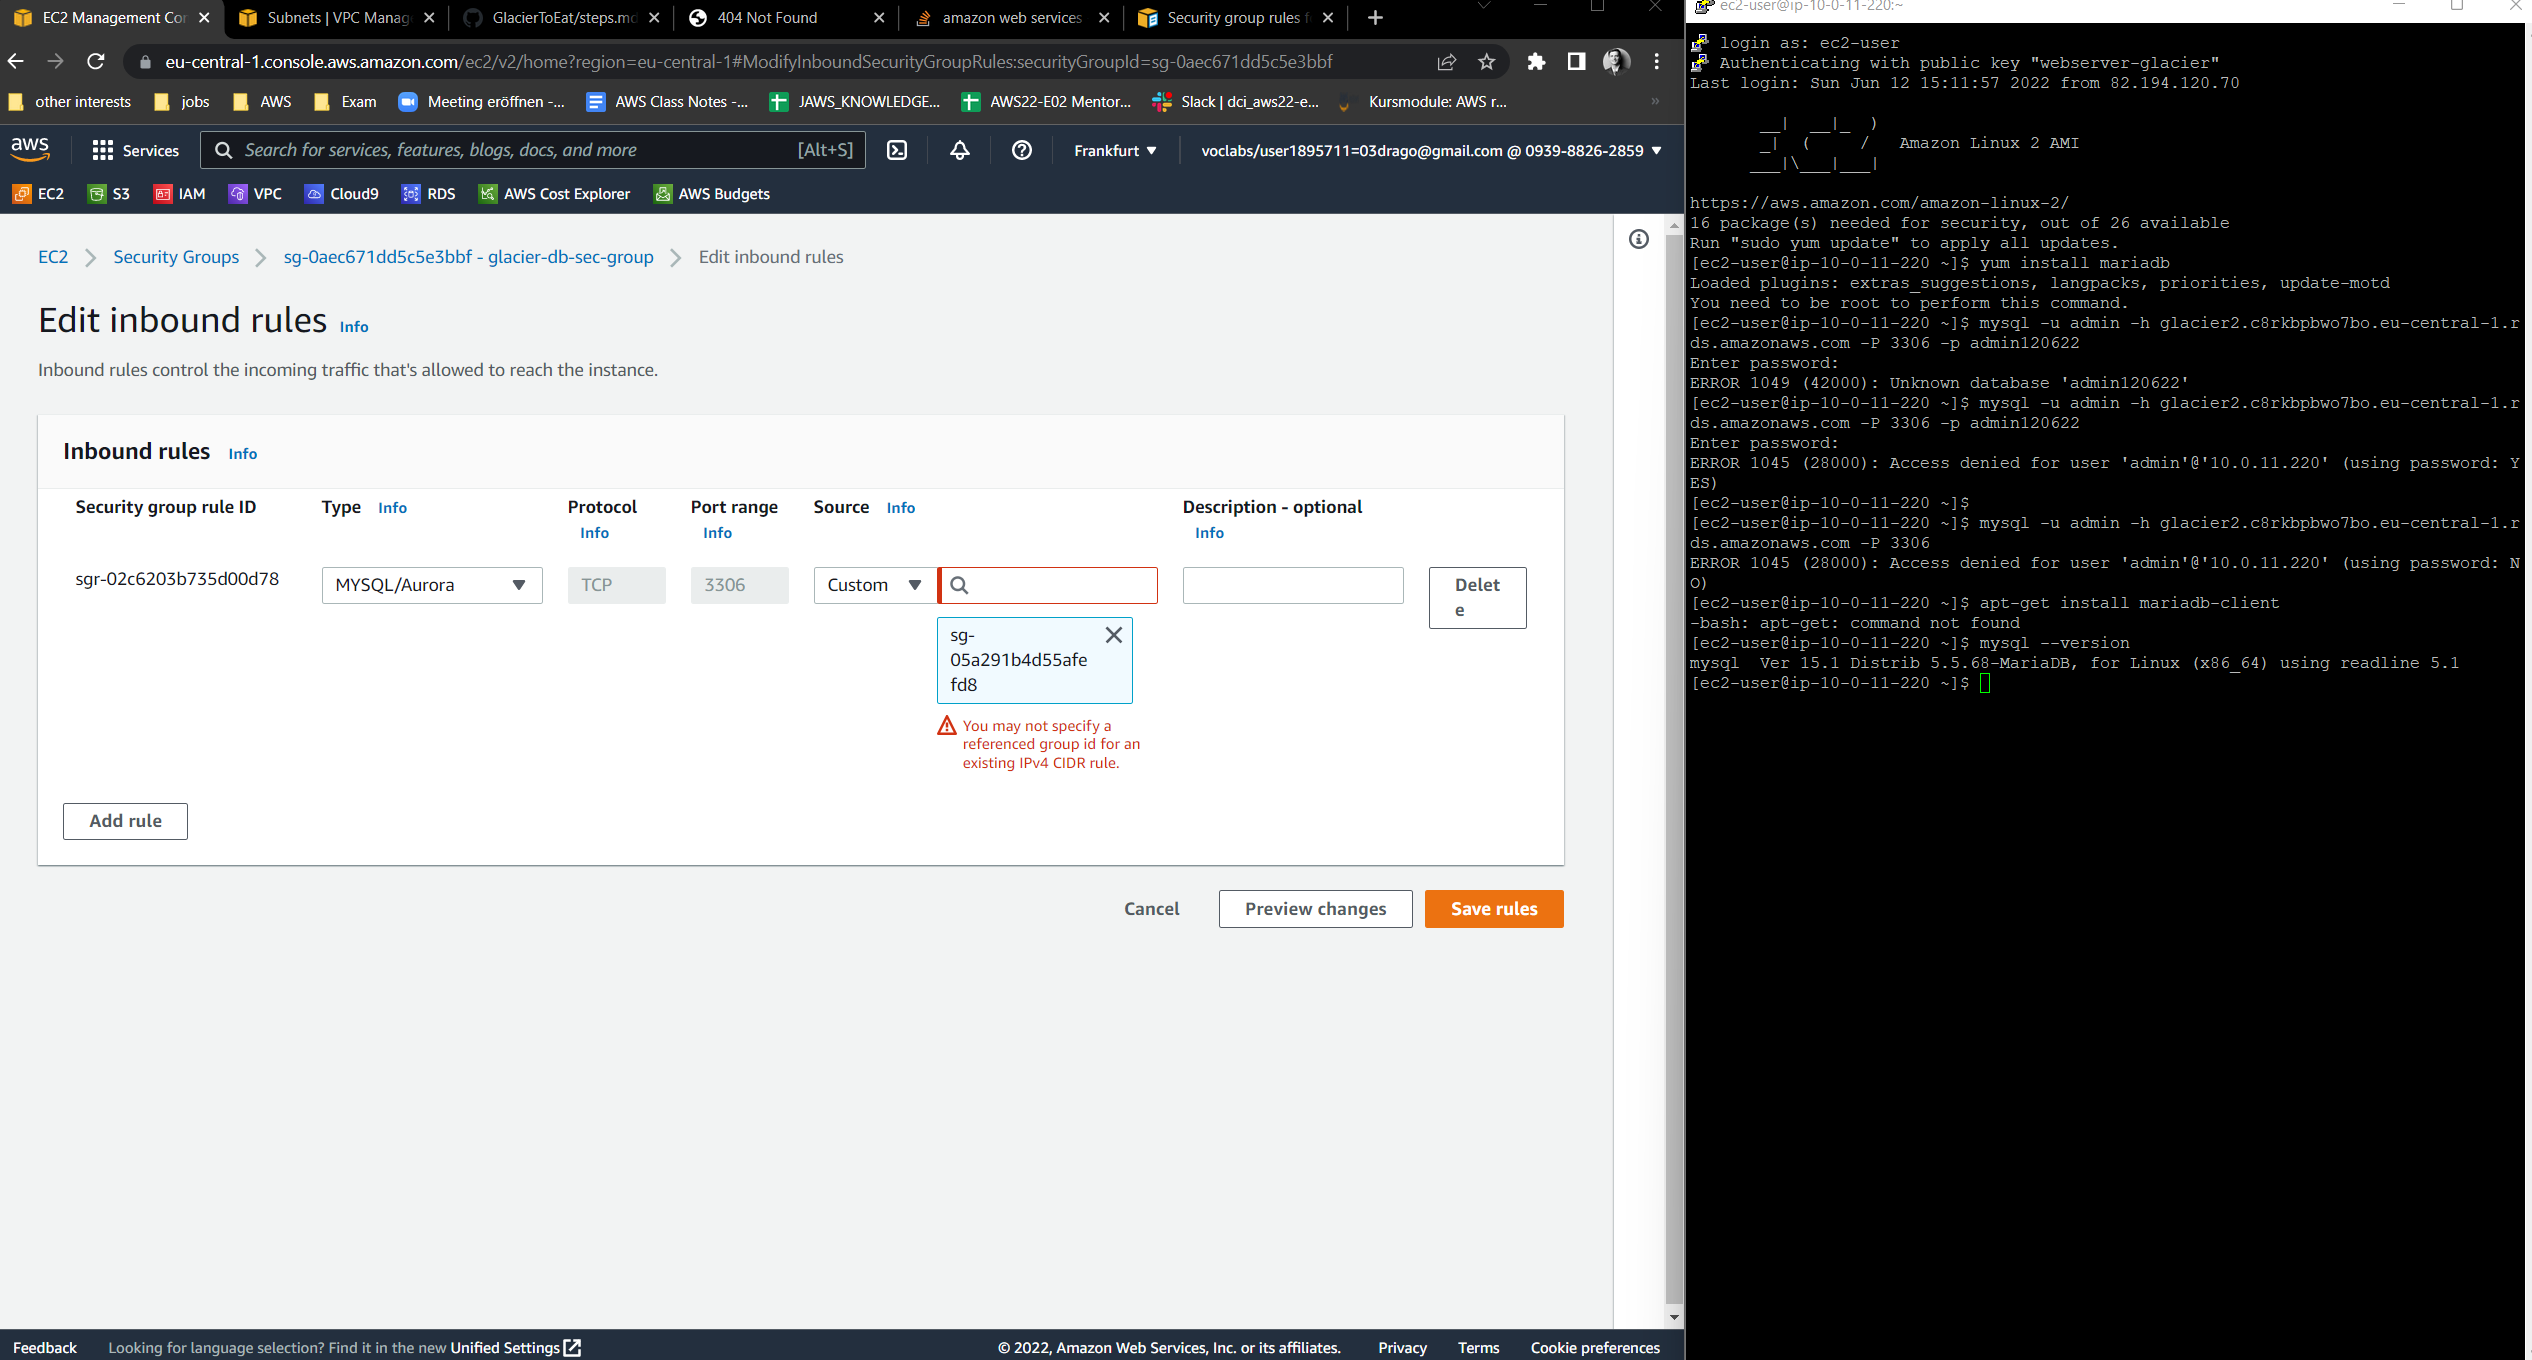 EC2 Management Co
Subnets | VPC Manag
GlacierToEat/steps.md
404 Not Found
amazon web services
Security group rules f
eu-central-1.console.aws.amazon.com/ec2/v2/home?region=eu-central-1#ModifyInboundSecurityGroupRules:securityGroupId=sg-0aec671dd5c5e3bbf
other interests
jobs
AWS
Exam
Meeting eröffnen -...
AWS Class Notes -...
JAWS_KNOWLEDGE...
AWS22-E02 Mentor...
Slack | dci_aws22-e...
Kursmodule: AWS r...
»
aws
Services
Search for services, features, blogs, docs, and more
[Alt+S]
Frankfurt
voclabs/user1895711=03drago@gmail.com @ 0939-8826-2859
EC2
S3
IAM
VPC
Cloud9
RDS
AWS Cost Explorer
AWS Budgets
EC2 > Security Groups > sg-0aec671dd5c5e3bbf - glacier-db-sec-group > Edit inbound rules
Edit inbound rules Info
Inbound rules control the incoming traffic that's allowed to reach the instance.
Inbound rules Info
Security group rule ID
Type Info
Protocol
Info
Port range
Info
Source Info
Description - optional
Info
sgr-02c6203b735d00d78
MYSQL/Aurora
TCP
3306
Custom
Delet
e
sg-
05a291b4d55afe
fd8
You may not specify a
referenced group id for an
existing IPv4 CIDR rule.
Add rule
Cancel
Preview changes
Save rules
Feedback
Looking for language selection? Find it in the new Unified Settings
© 2022, Amazon Web Services, Inc. or its affiliates.
Privacy
Terms
Cookie preferences
ec2-user@ip-10-0-11-220:~
login as: ec2-user
Authenticating with public key "webserver-glacier"
Last login: Sun Jun 12 15:11:57 2022 from 82.194.120.70
__|  __|_  )
_|  (     /   Amazon Linux 2 AMI
___|\___|___|
https://aws.amazon.com/amazon-linux-2/
16 package(s) needed for security, out of 26 available
Run "sudo yum update" to apply all updates.
[ec2-user@ip-10-0-11-220 ~]$ yum install mariadb
Loaded plugins: extras_suggestions, langpacks, priorities, update-motd
You need to be root to perform this command.
[ec2-user@ip-10-0-11-220 ~]$ mysql -u admin -h glacier2.c8rkbpbwo7bo.eu-central-1.r
ds.amazonaws.com -P 3306 -p admin120622
Enter password:
ERROR 1049 (42000): Unknown database 'admin120622'
[ec2-user@ip-10-0-11-220 ~]$ mysql -u admin -h glacier2.c8rkbpbwo7bo.eu-central-1.r
ds.amazonaws.com -P 3306 -p admin120622
Enter password:
ERROR 1045 (28000): Access denied for user 'admin'@'10.0.11.220' (using password: Y
ES)
[ec2-user@ip-10-0-11-220 ~]$
[ec2-user@ip-10-0-11-220 ~]$ mysql -u admin -h glacier2.c8rkbpbwo7bo.eu-central-1.r
ds.amazonaws.com -P 3306
ERROR 1045 (28000): Access denied for user 'admin'@'10.0.11.220' (using password: N
O)
[ec2-user@ip-10-0-11-220 ~]$ apt-get install mariadb-client
-bash: apt-get: command not found
[ec2-user@ip-10-0-11-220 ~]$ mysql --version
mysql  Ver 15.1 Distrib 5.5.68-MariaDB, for Linux (x86_64) using readline 5.1
[ec2-user@ip-10-0-11-220 ~]$